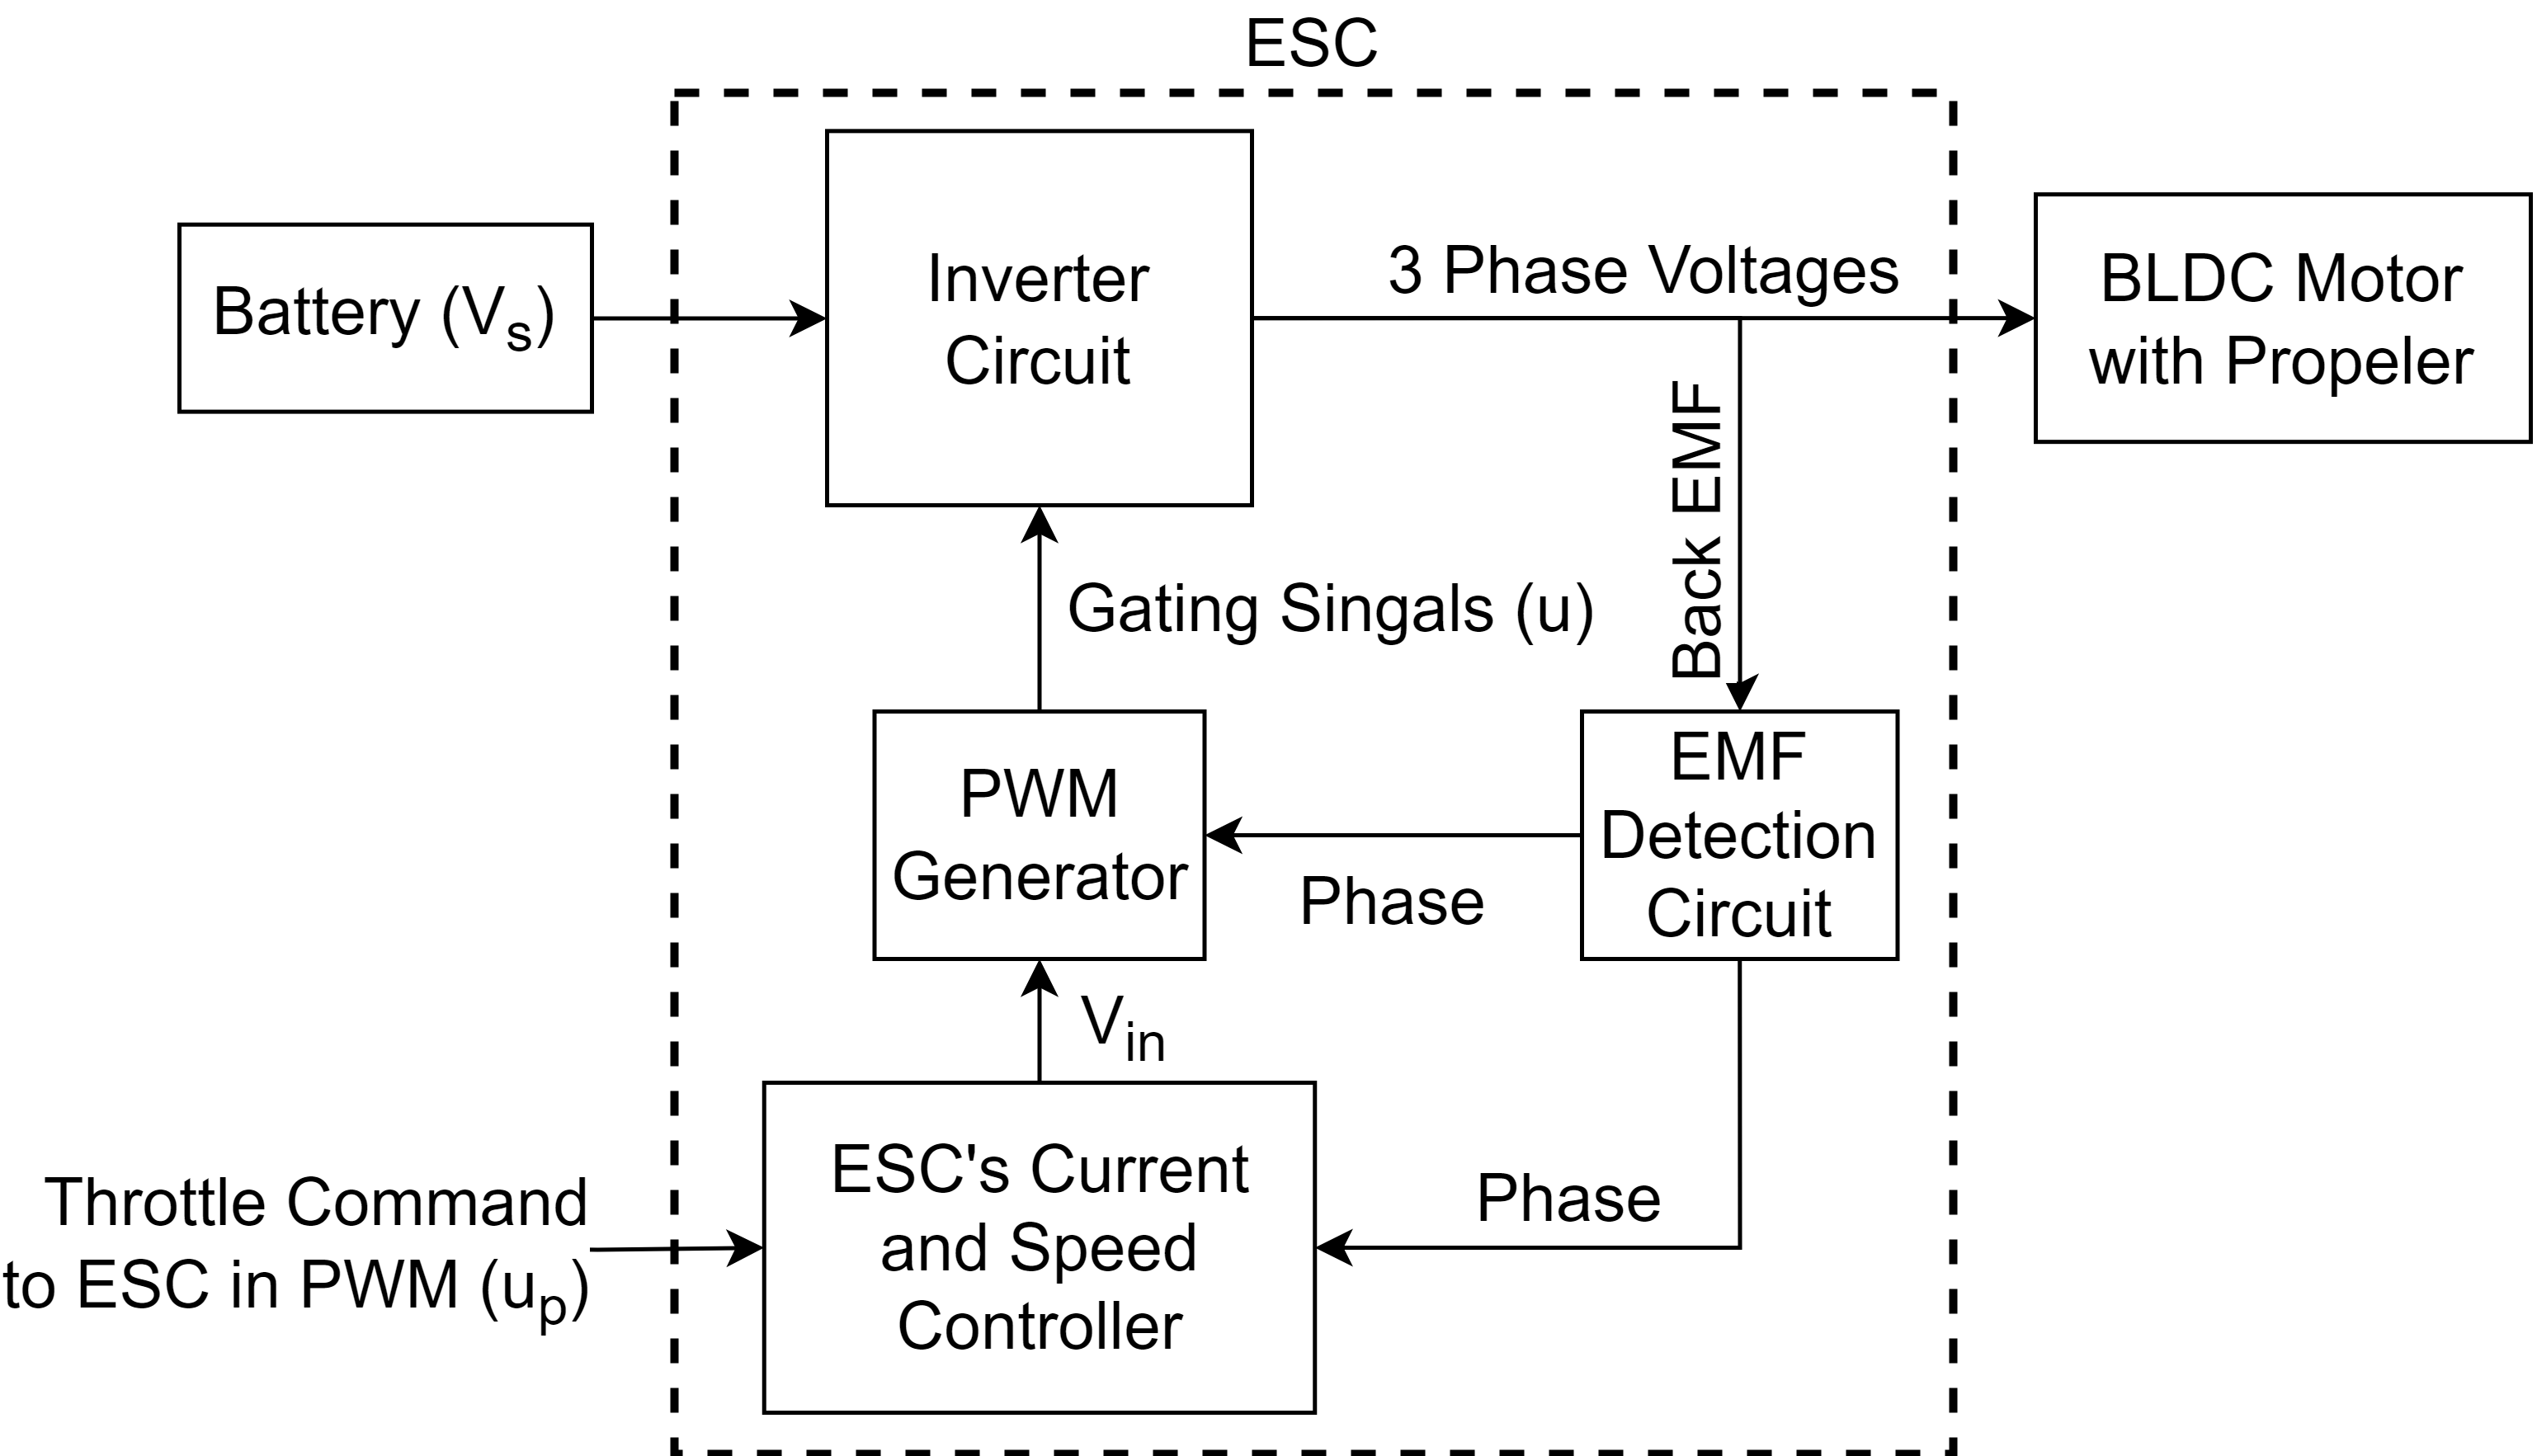 ESC
Battery (Vs)
Inverter
Circuit
3 Phase Voltages
BLDC Motor
with Propeler
Back EMF
Gating Singals (u)
PWM
Generator
EMF
Detection
Circuit
Phase
Vin
ESC's Current
and Speed
Controller
Phase
Throttle Command
to ESC in PWM (up)